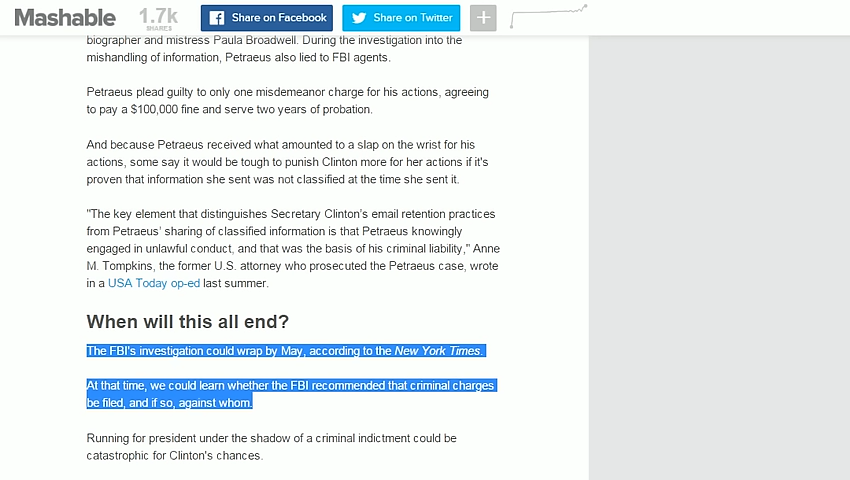 Mashable
1.7k
SHARES
Share on Facebook
Share on Twitter
+
biographer and mistress Paula Broadwell. During the investigation into the
mishandling of information, Petraeus also lied to FBI agents.
Petraeus plead guilty to only one misdemeanor charge for his actions, agreeing
to pay a $100,000 fine and serve two years of probation.
And because Petraeus received what amounted to a slap on the wrist for his
actions, some say it would be tough to punish Clinton more for her actions if it's
proven that information she sent was not classified at the time she sent it.
"The key element that distinguishes Secretary Clinton's email retention practices
from Petraeus' sharing of classified information is that Petraeus knowingly
engaged in unlawful conduct, and that was the basis of his criminal liability," Anne
M. Tompkins, the former U.S. attorney who prosecuted the Petraeus case, wrote
in a USA Today op-ed last summer.
When will this all end?
The FBI's investigation could wrap by May, according to the New York Times.
At that time, we could learn whether the FBI recommended that criminal charges
be filed, and if so, against whom.
Running for president under the shadow of a criminal indictment could be
catastrophic for Clinton's chances.